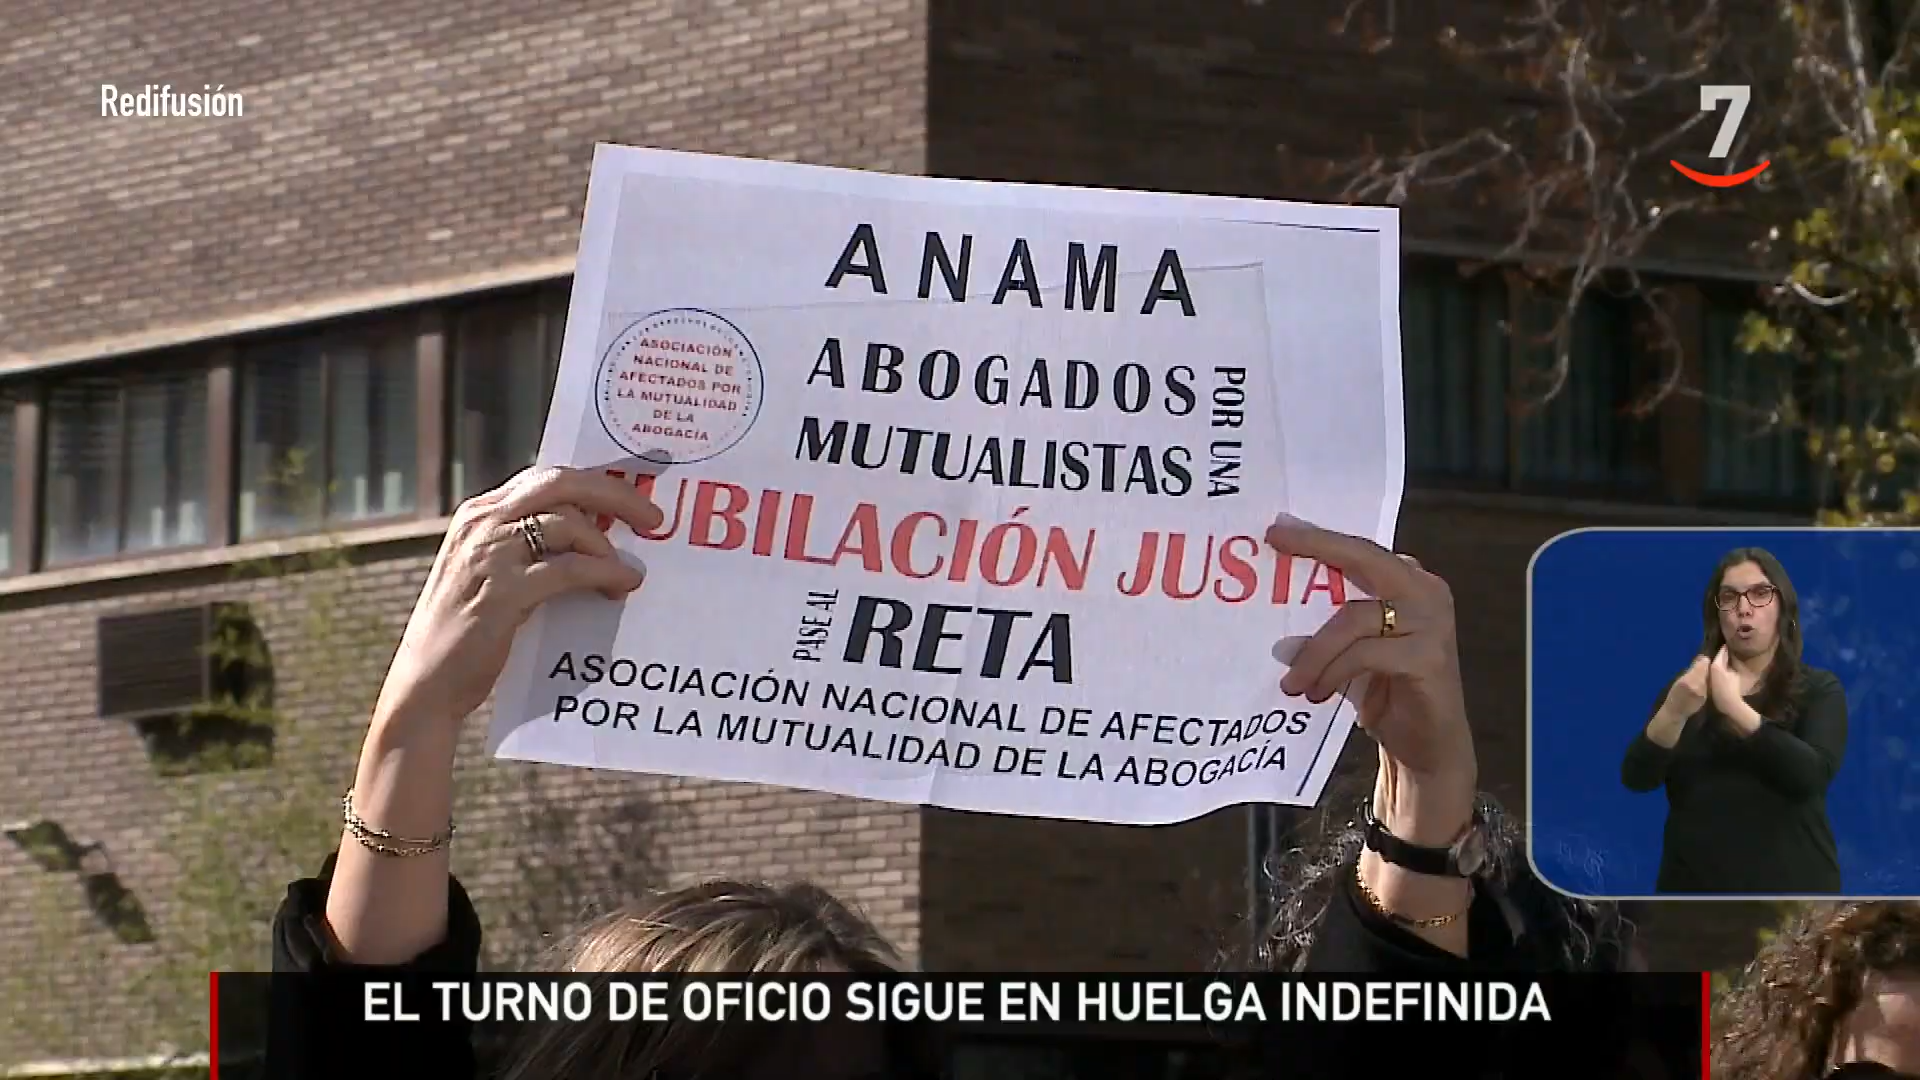 Redifusión
7
ANAMA
ASOCIACIÓN
NACIONAL DE
AFECTADOS POR
LA MUTUALIDAD
DE LA
ABOGACÍA
ABOGADOS
MUTUALISTAS
POR UNA
JUBILACIÓN JUSTA
PASE AL
RETA
ASOCIACIÓN NACIONAL DE AFECTADOS
POR LA MUTUALIDAD DE LA ABOGACÍA
EL TURNO DE OFICIO SIGUE EN HUELGA INDEFINIDA